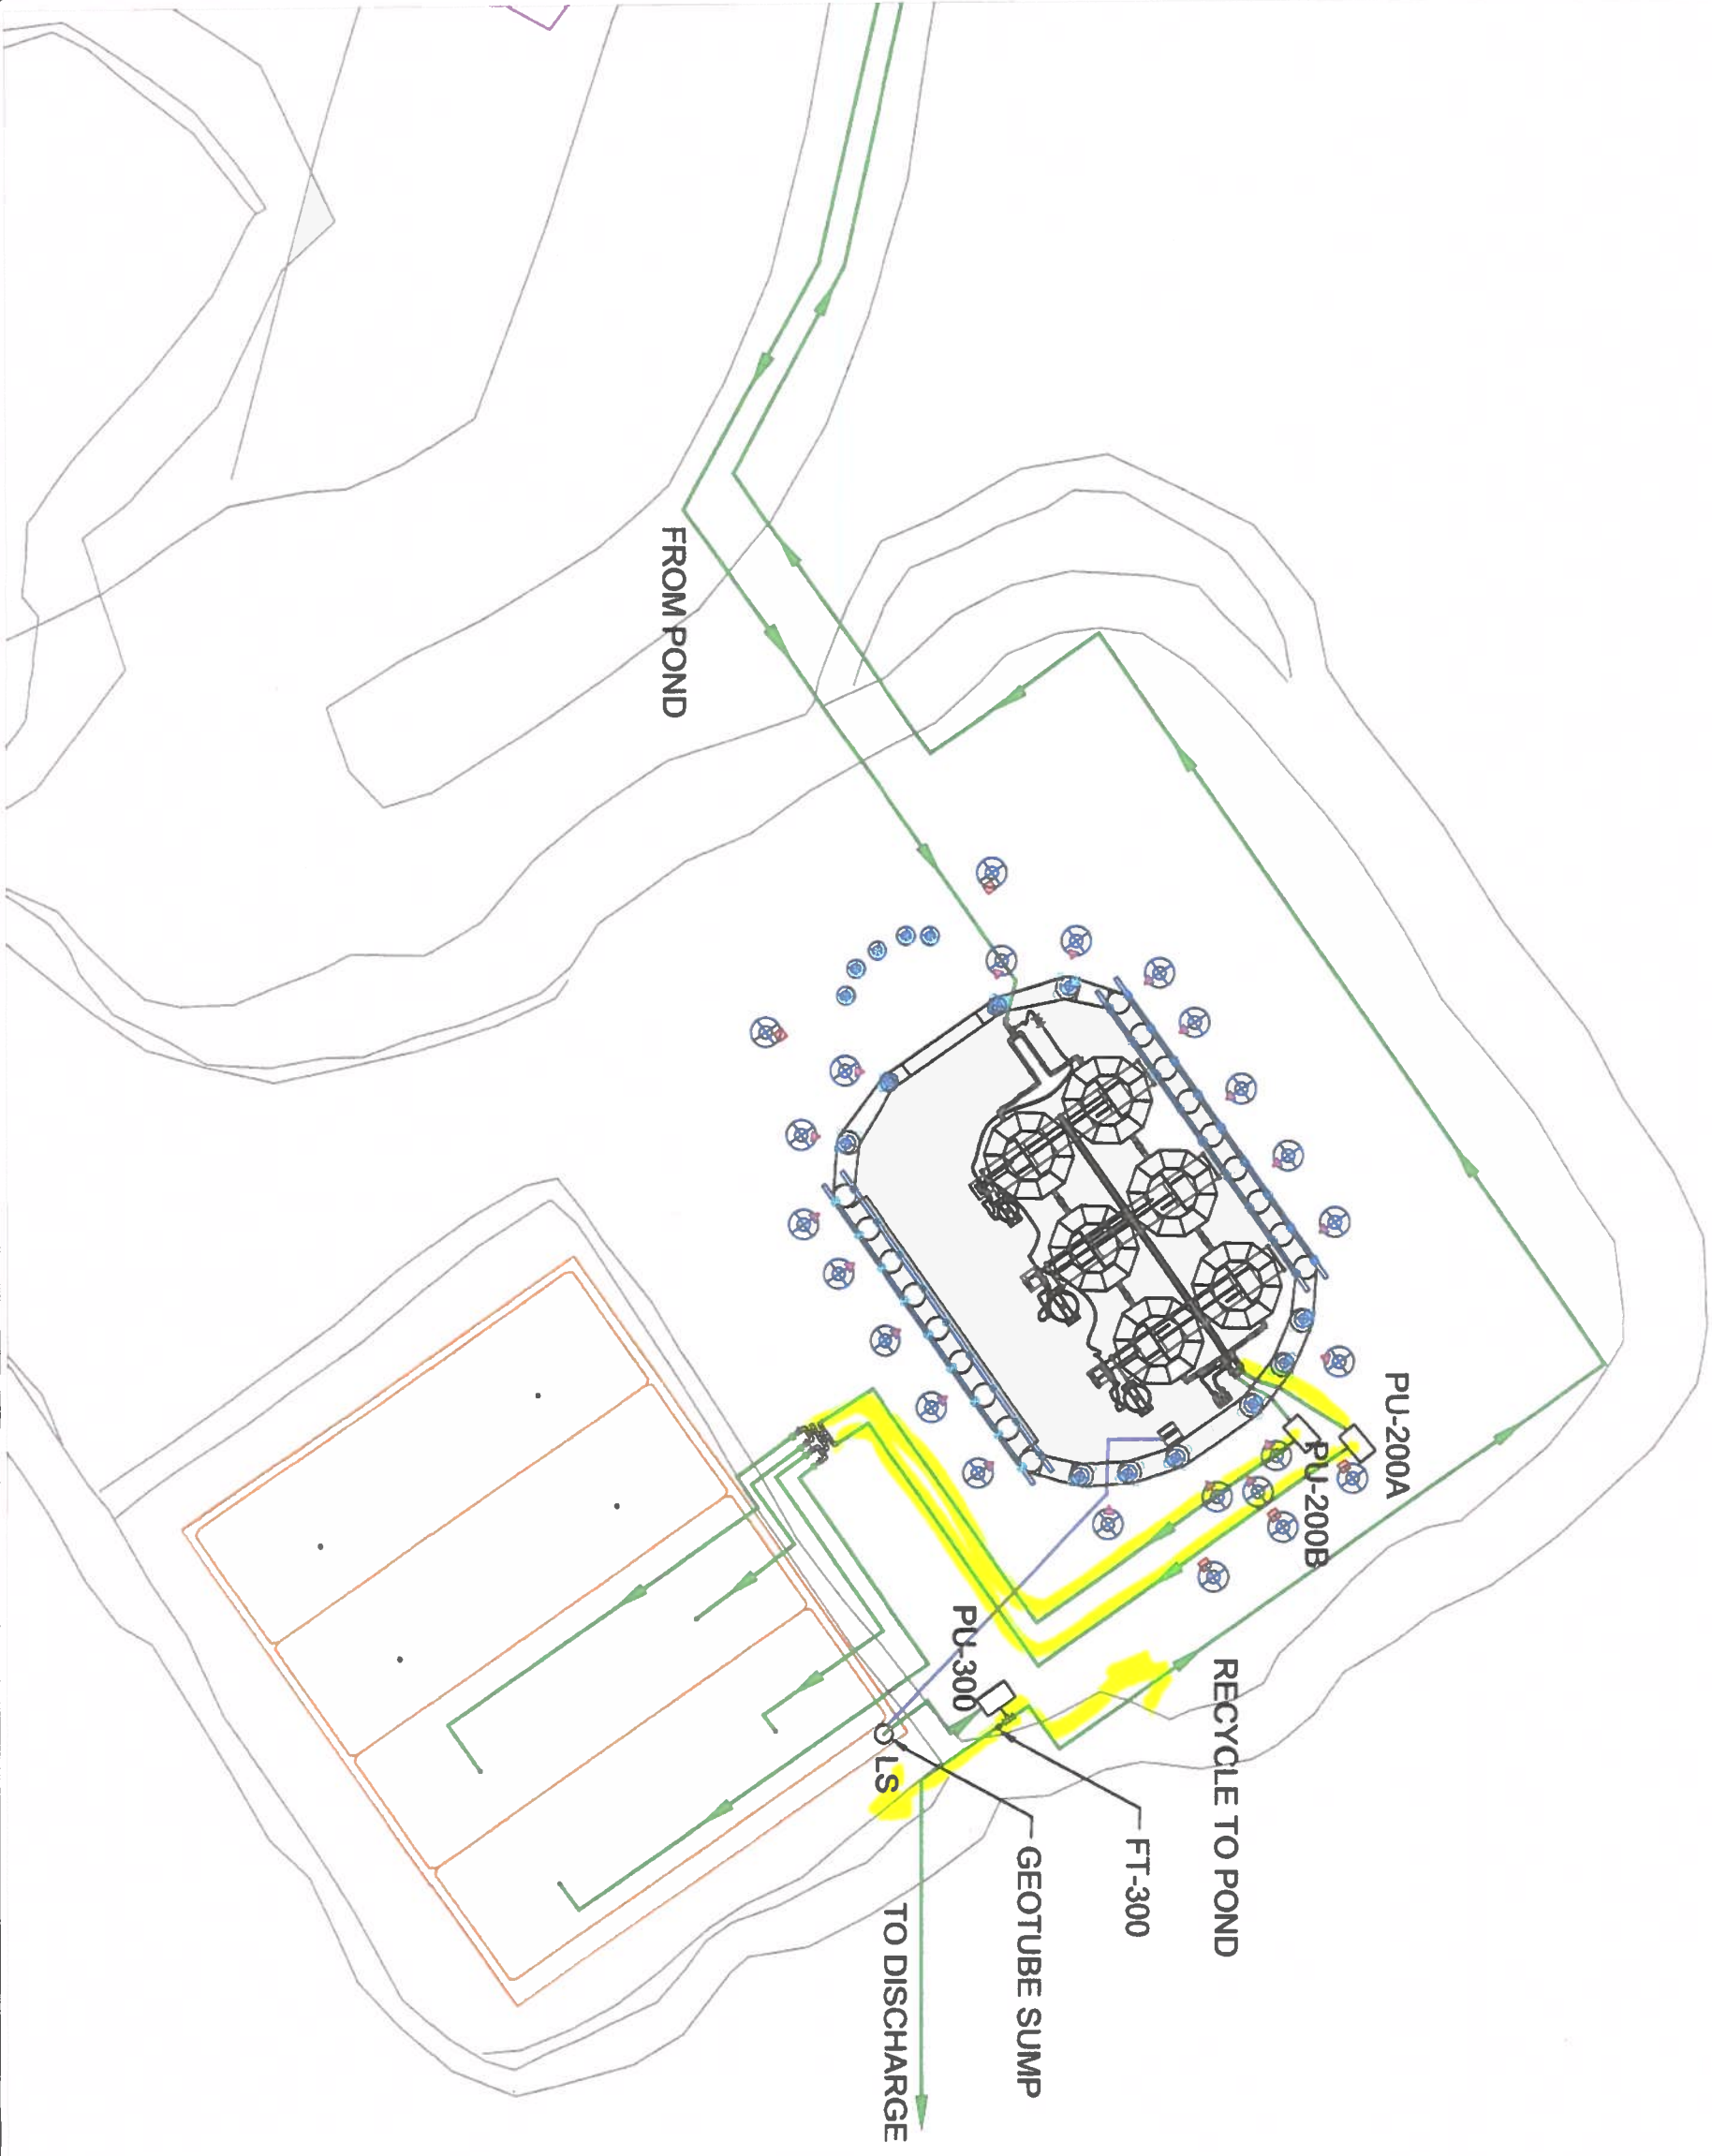 FROM POND
PU-200A
PU-200B
PU-300
RECYCLE TO POND
FT-300
LS
GEOTUBE SUMP
TO DISCHARGE